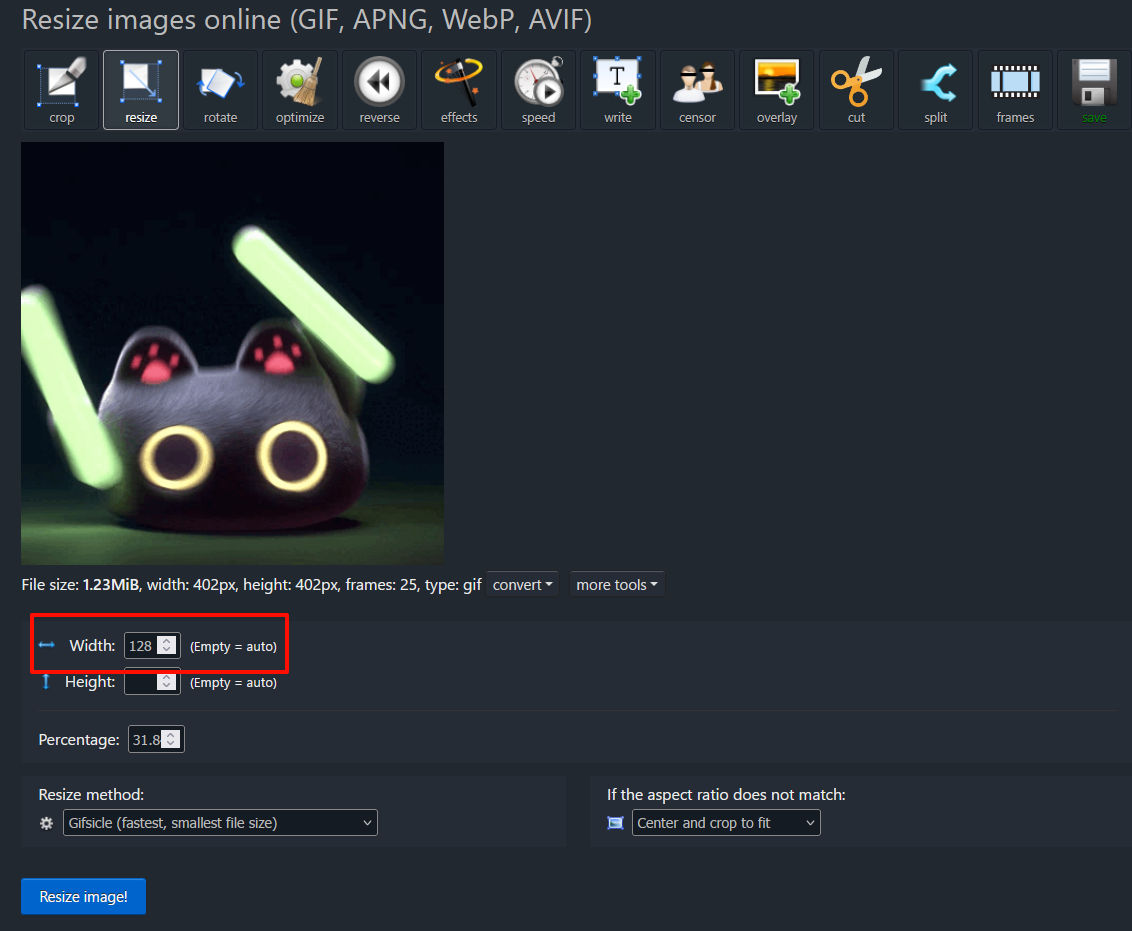 Resize images online (GIF, APNG, WebP, AVIF)
crop resize rotate optimize reverse effects speed write censor overlay cut split frames save
T
File size: 1.23MiB, width: 402px, height: 402px, frames: 25, type: gif convert more tools
Width: 128 (Empty = auto)
Height: (Empty = auto)
Percentage: 31.8
Resize method:
Gifsicle (fastest, smallest file size)
If the aspect ratio does not match:
Center and crop to fit
Resize image!